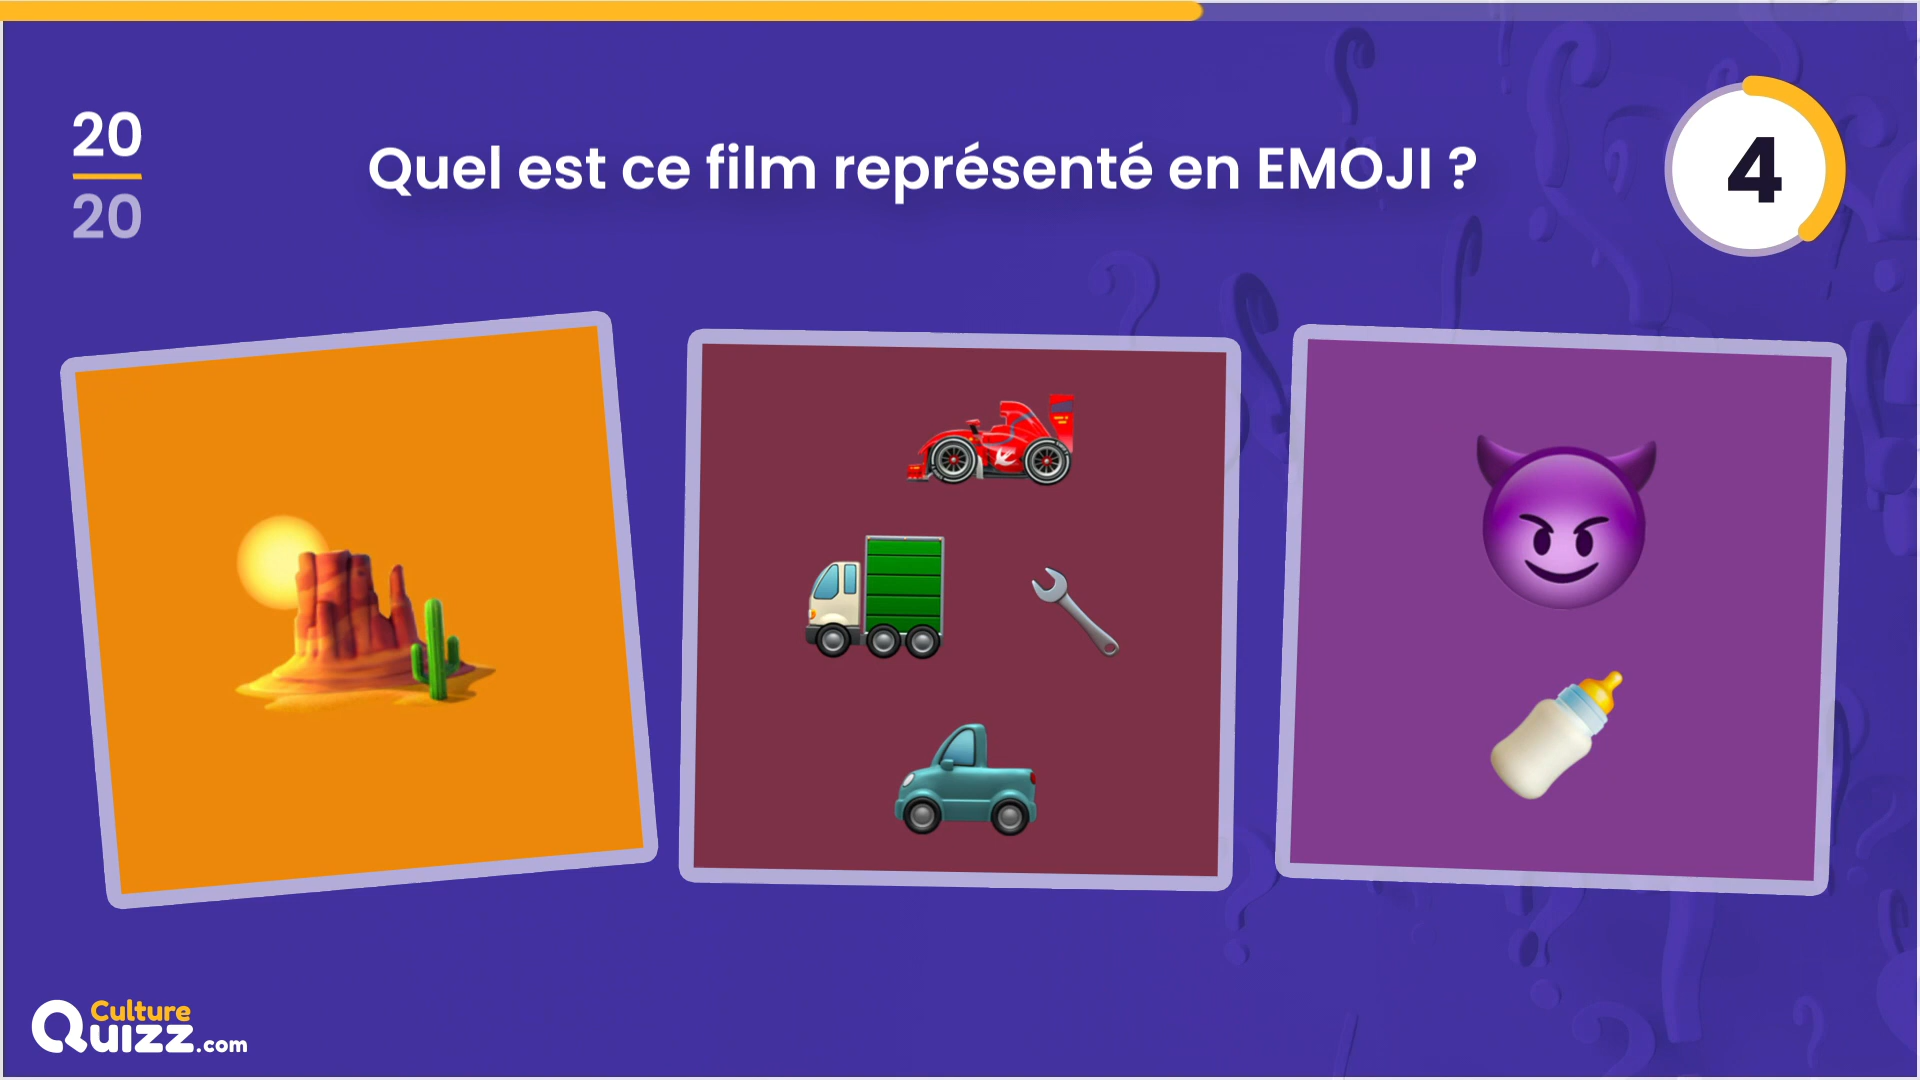 20
20
Quel est ce film représenté en EMOJI ?
4
Culture
Quizz.com